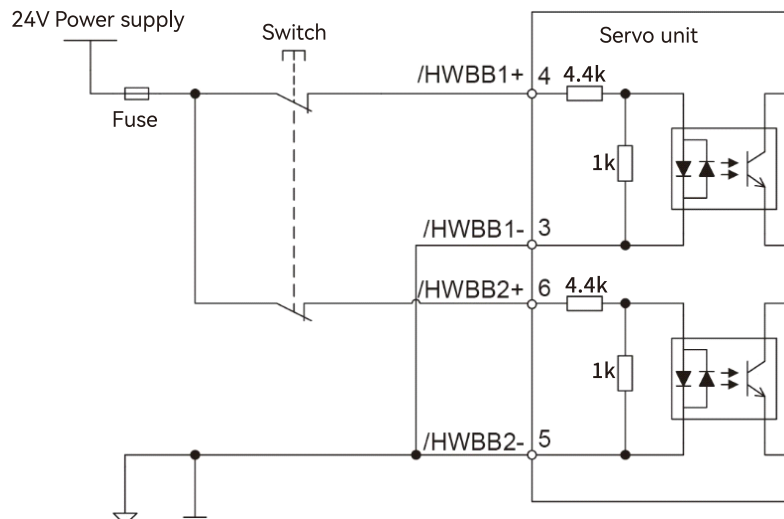 24V Power supply
Switch
Servo unit
/HWBB1+
4
4.4k
Fuse
1k
/HWBB1-
3
/HWBB2+
6
4.4k
1k
/HWBB2-
5